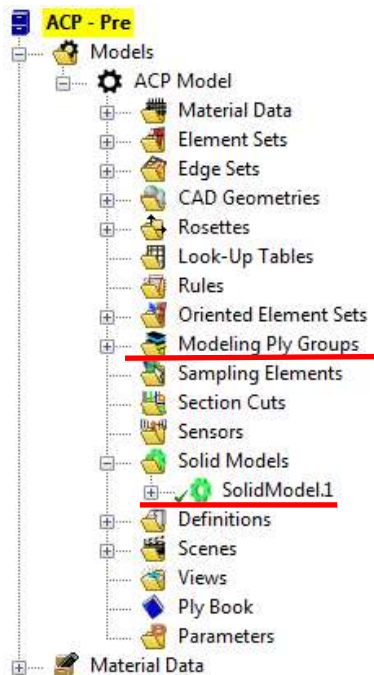 ACP - Pre
Models
ACP Model
Material Data
Element Sets
Edge Sets
CAD Geometries
Rosettes
Look-Up Tables
Rules
Oriented Element Sets
Modeling Ply Groups
Sampling Elements
Section Cuts
Sensors
Solid Models
SolidModel.1
Definitions
Scenes
Views
Ply Book
Parameters
Material Data